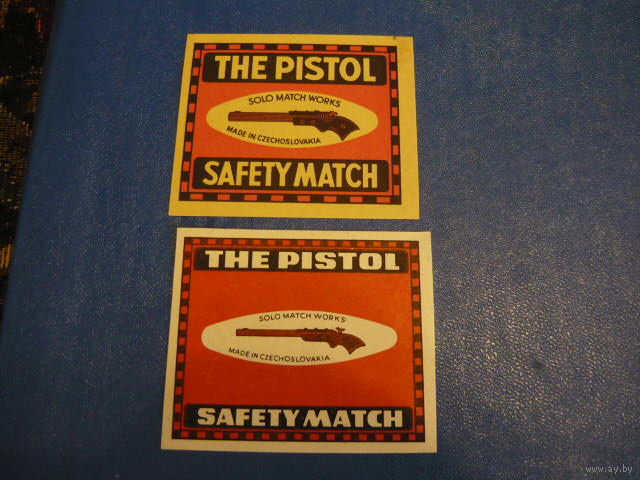 THE PISTOL
SOLO MATCH WORKS
MADE IN CZECHOSLOVAKIA
SAFETY MATCH
THE PISTOL
SOLO MATCH WORKS
MADE IN CZECHOSLOVAKIA
SAFETY MATCH
www.ay.by